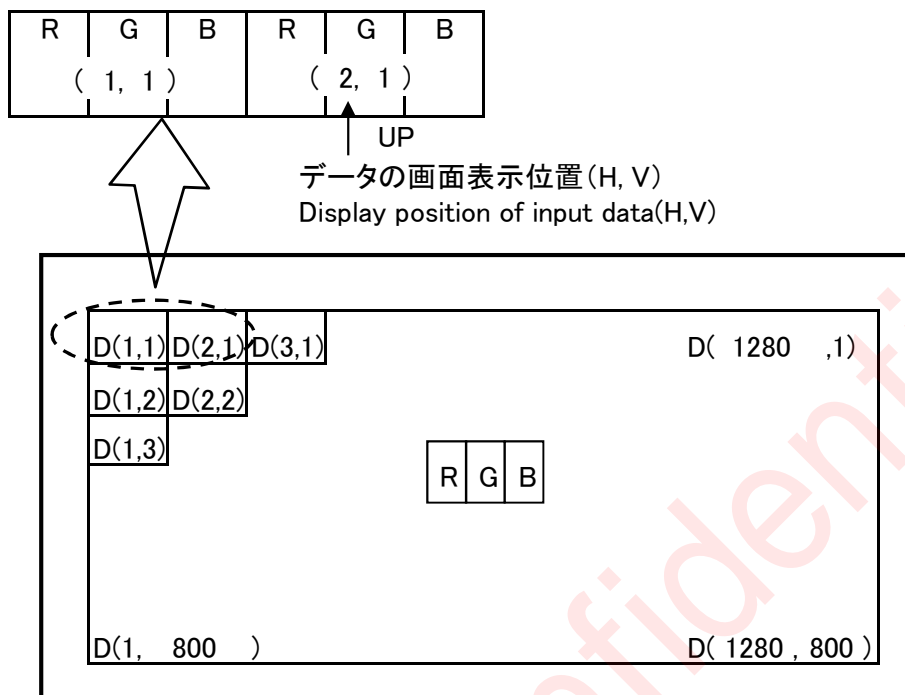 R G B R G B
( 1, 1 ) ( 2, 1 )
UP
データの画面表示位置(H, V)
Display position of input data(H,V)
D(1,1) D(2,1) D(3,1) D( 1280 ,1)
D(1,2) D(2,2)
D(1,3)
R G B
D(1, 800 ) D( 1280 , 800 )